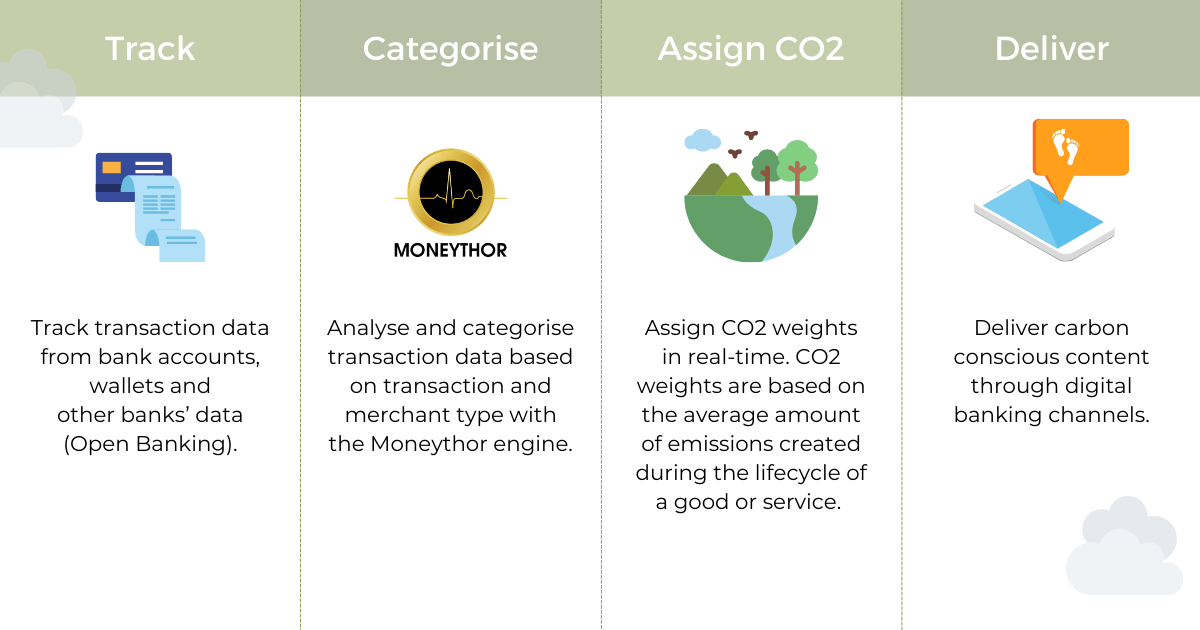 Track
Track transaction data
from bank accounts,
wallets and
other banks’ data
(Open Banking).
Categorise
MONEYTHOR
Analyse and categorise
transaction data based
on transaction and
merchant type with
the Moneythor engine.
Assign CO2
Assign CO2 weights
in real-time. CO2
weights are based on
the average amount
of emissions created
during the lifecycle of
a good or service.
Deliver
Deliver carbon
conscious content
through digital
banking channels.